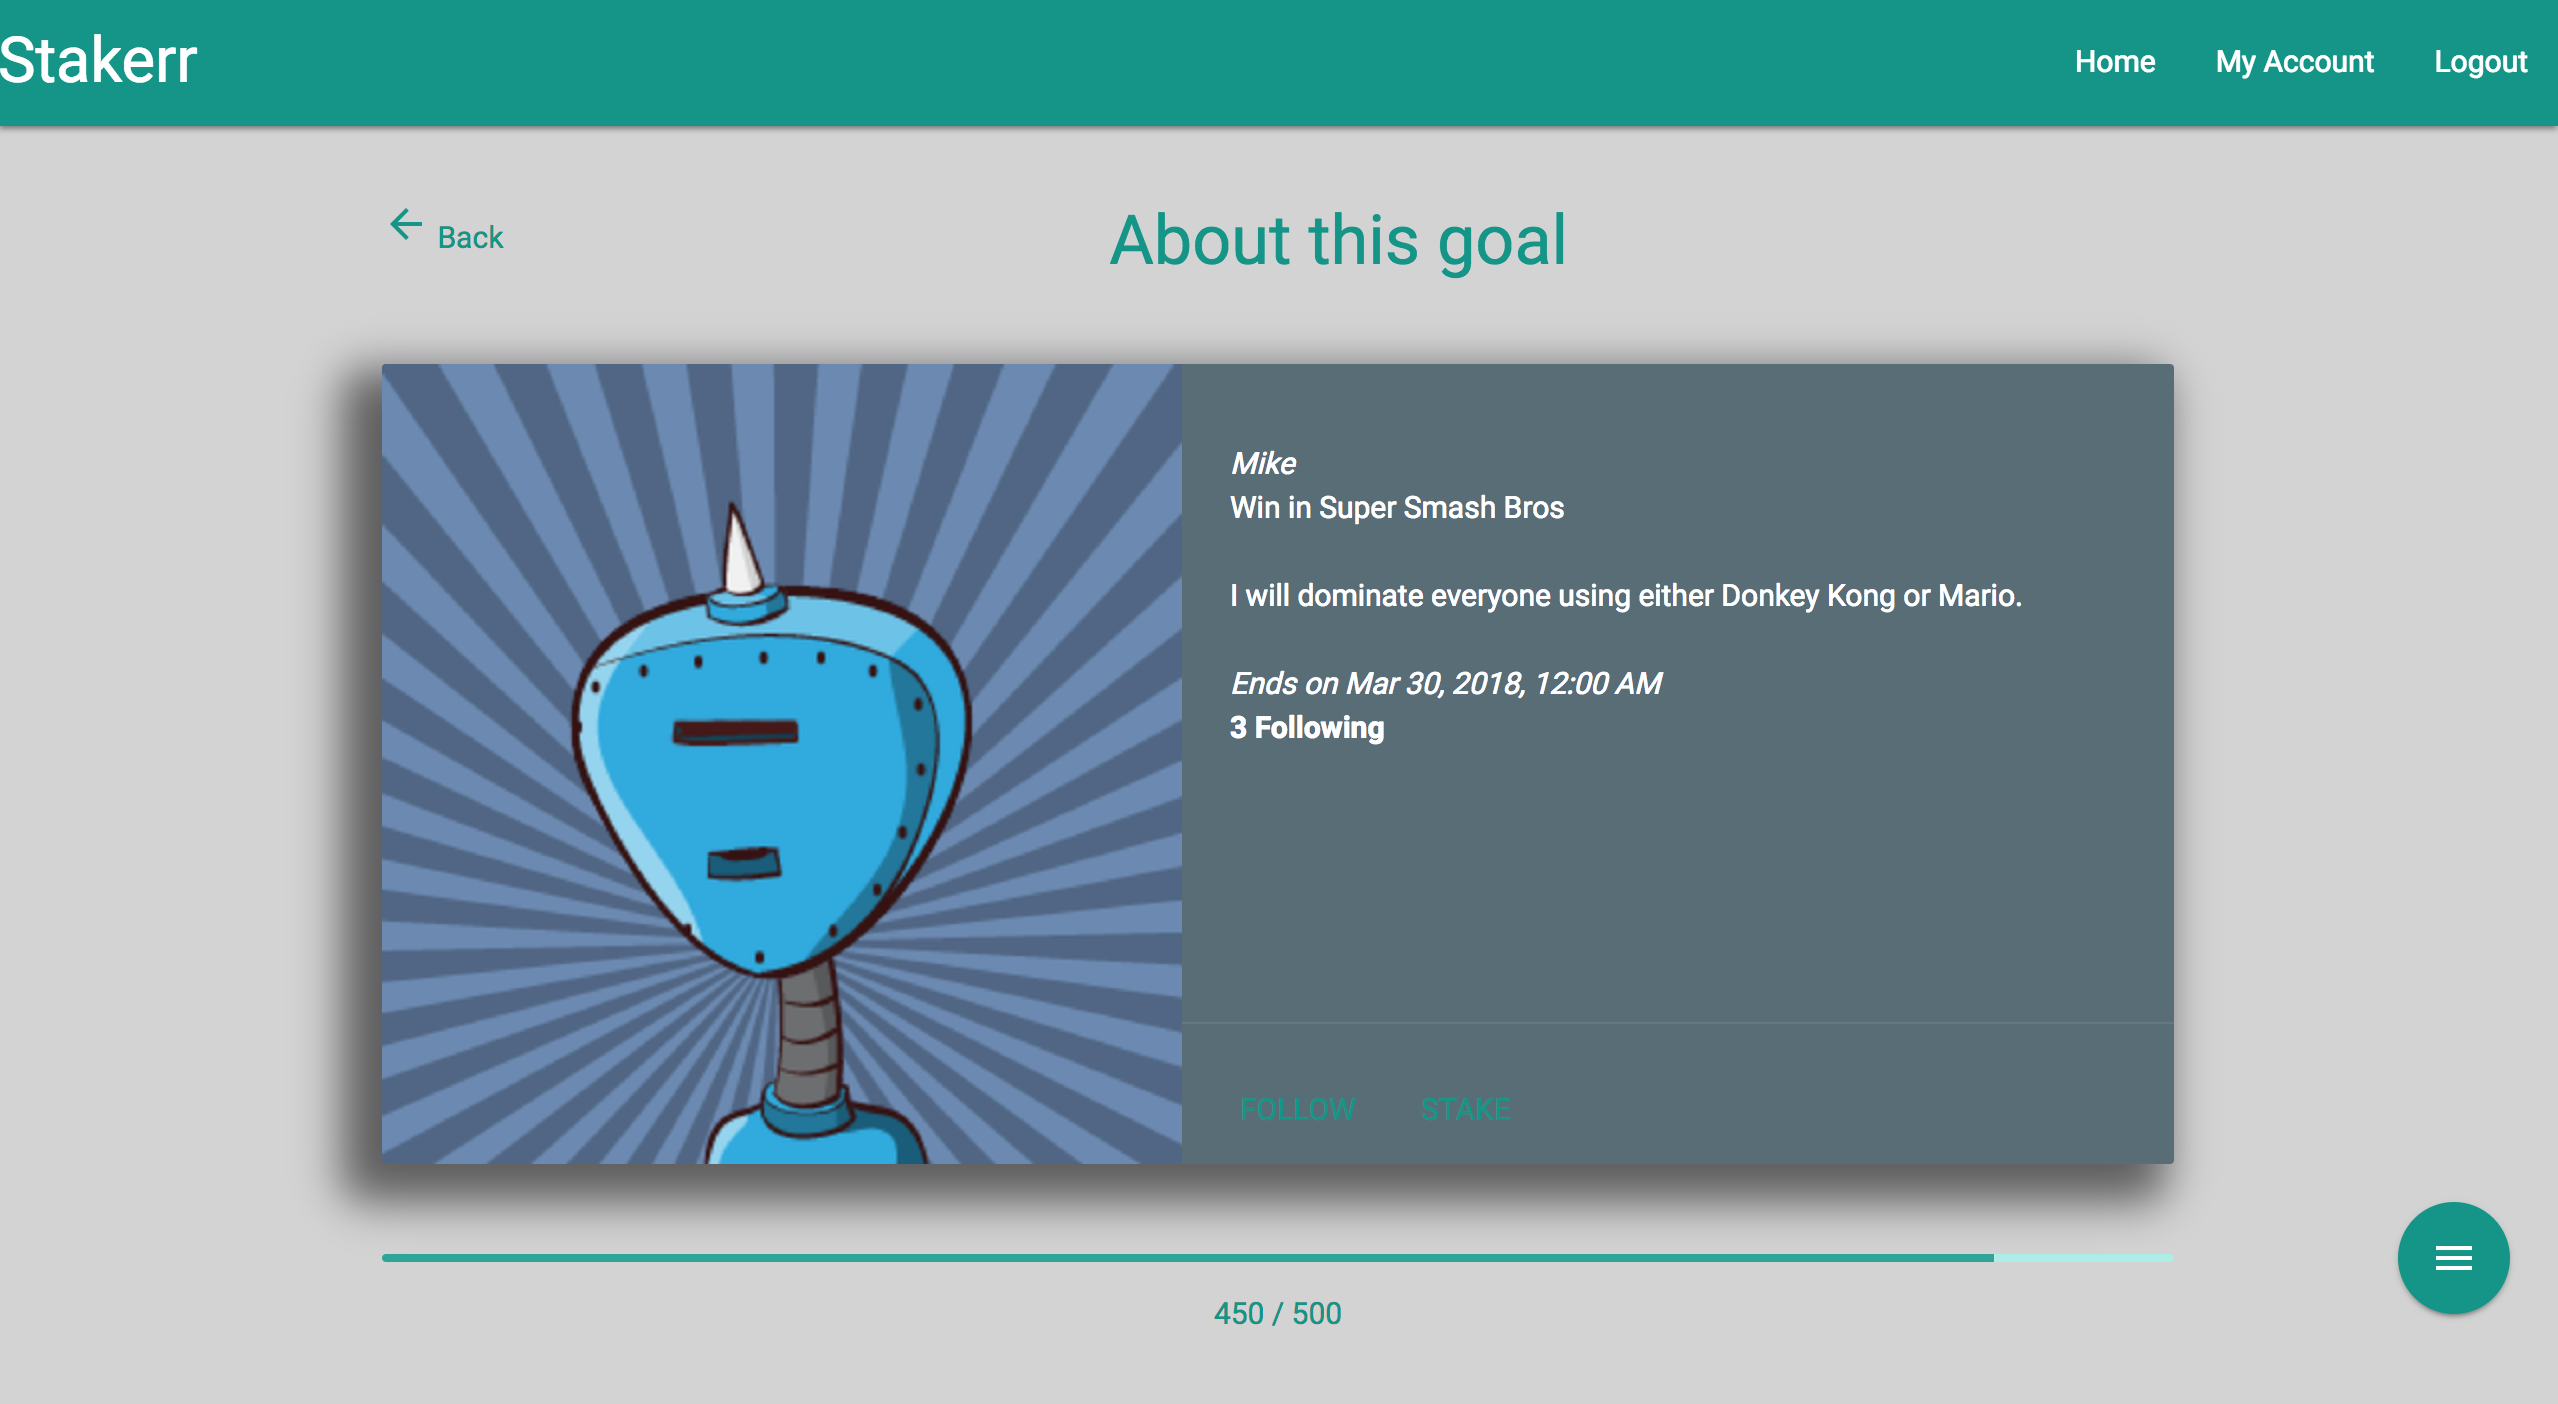 Stakerr
Home
My Account
Logout
Back
About this goal
Mike
Win in Super Smash Bros
I will dominate everyone using either Donkey Kong or Mario.
Ends on Mar 30, 2018, 12:00 AM
3 Following
FOLLOW
STAKE
450 / 500